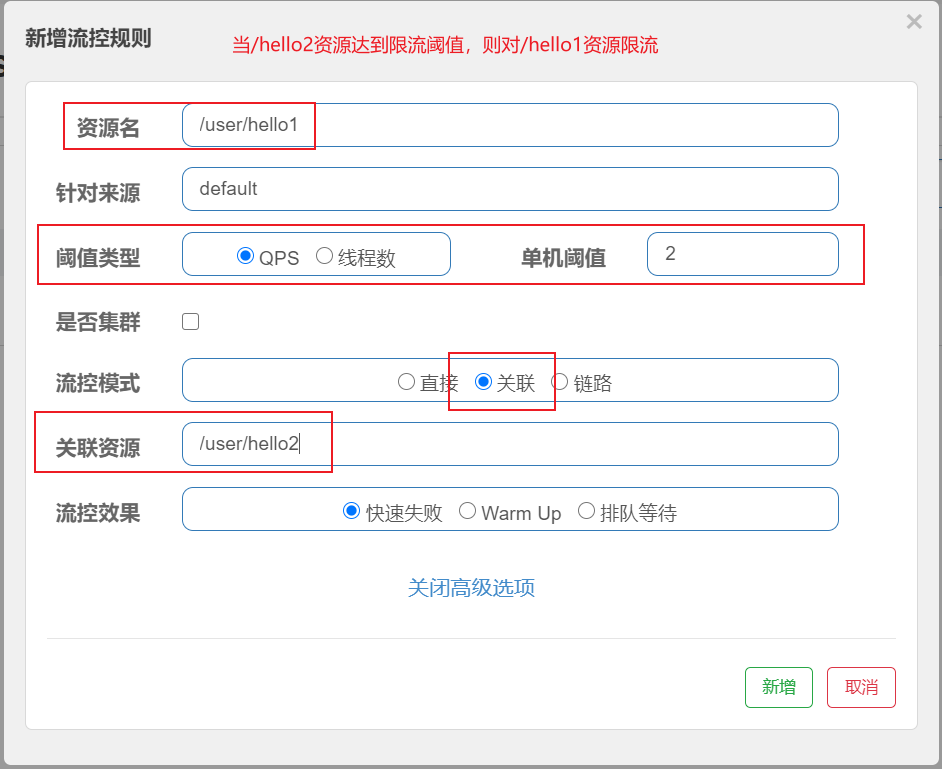 新增流控规则
×
当/hello2资源达到限流阈值，则对/hello1资源限流
资源名 /user/hello1
针对来源 default
阈值类型 QPS 线程数 单机阈值 2
是否集群
流控模式 直接 关联 链路
关联资源 /user/hello2
流控效果 快速失败 Warm Up 排队等待
关闭高级选项
新增 取消